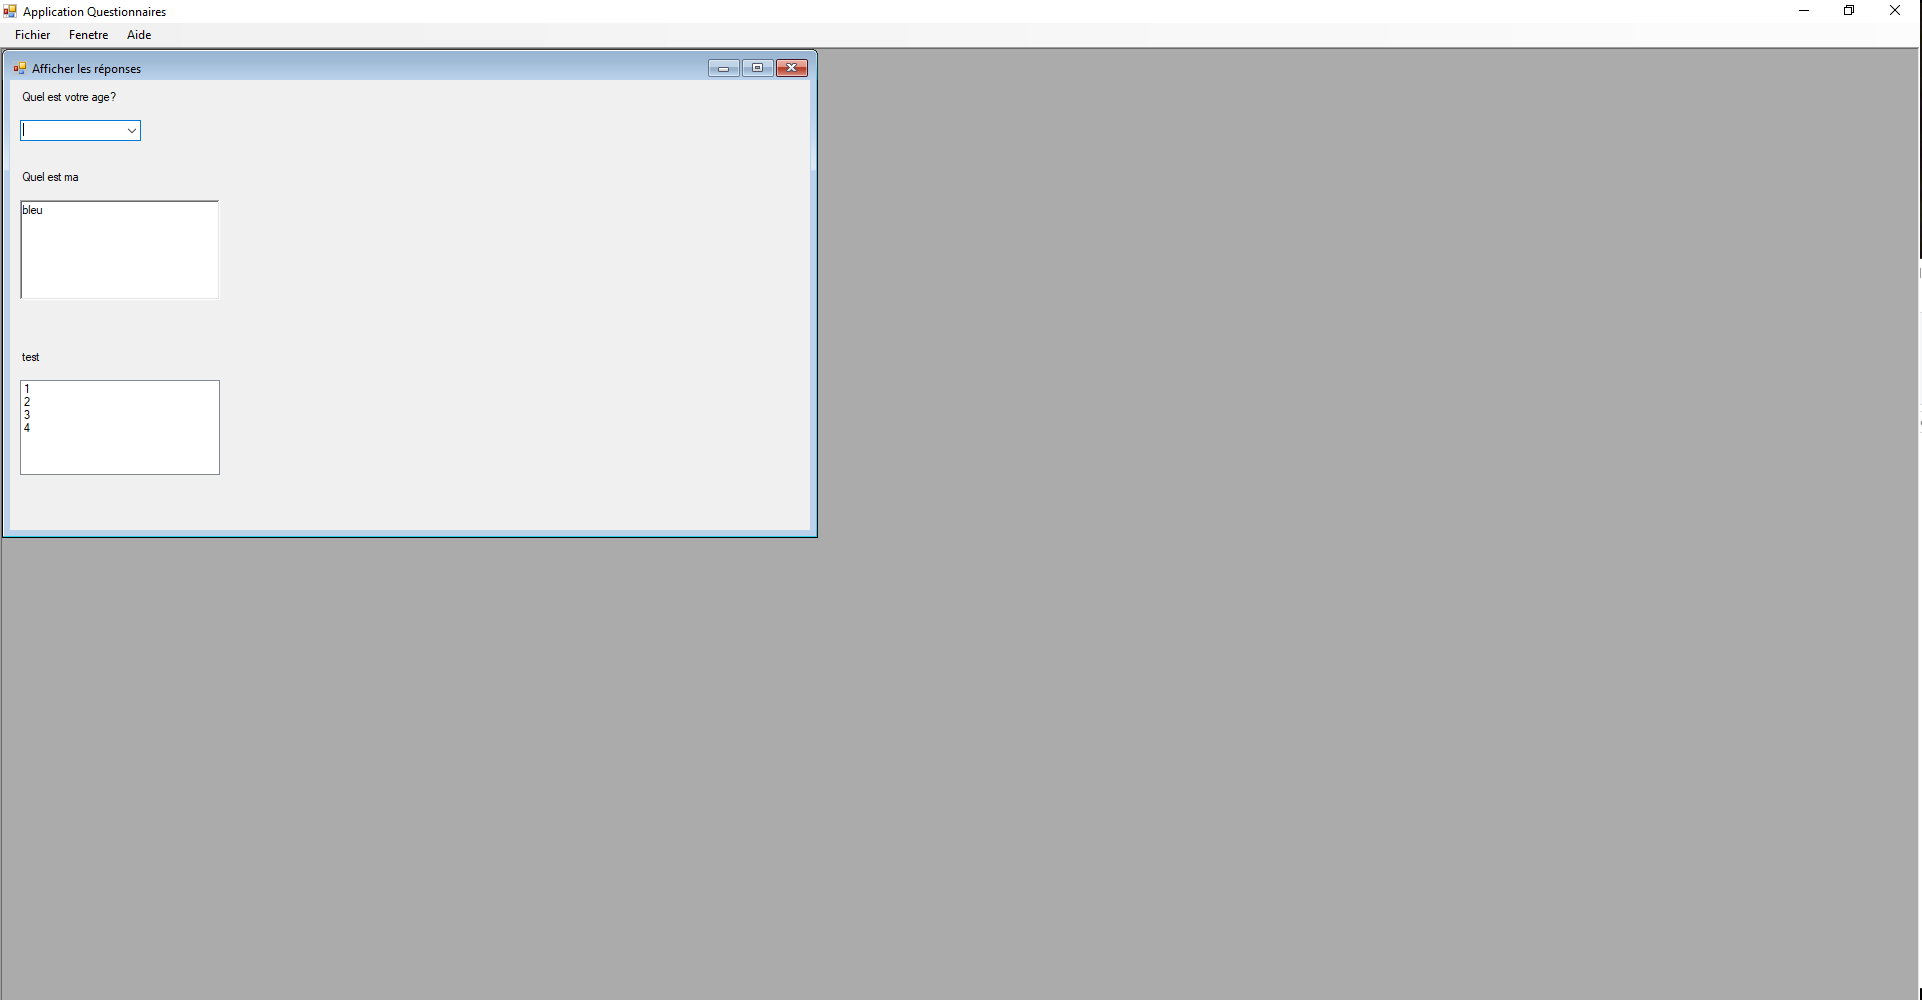 Application Questionnaires
Fichier Fenetre Aide
Afficher les réponses
Quel est votre age?
Quel est ma
bleu
test
1
2
3
4